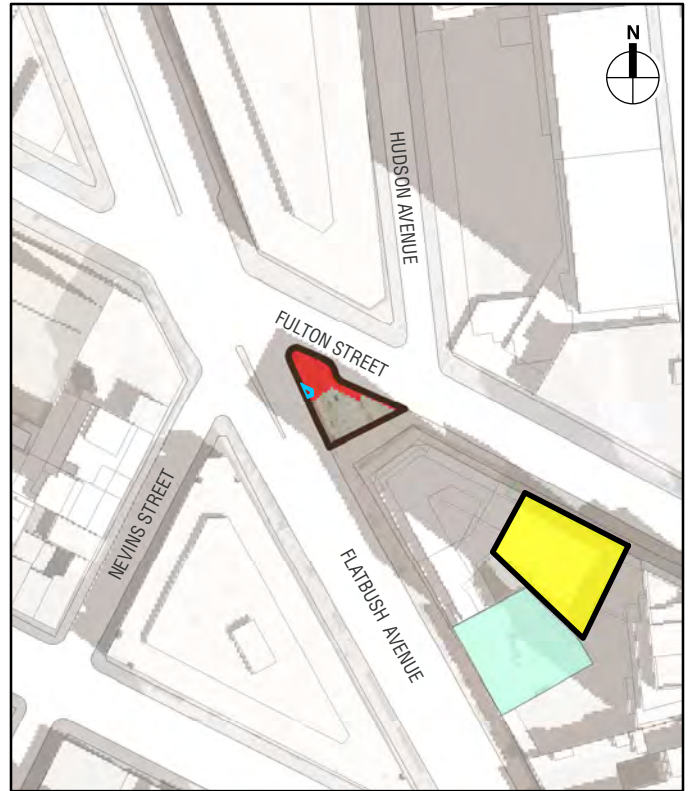 N
HUDSON AVENUE
FULTON STREET
NEVINS STREET
FLATBUSH AVENUE